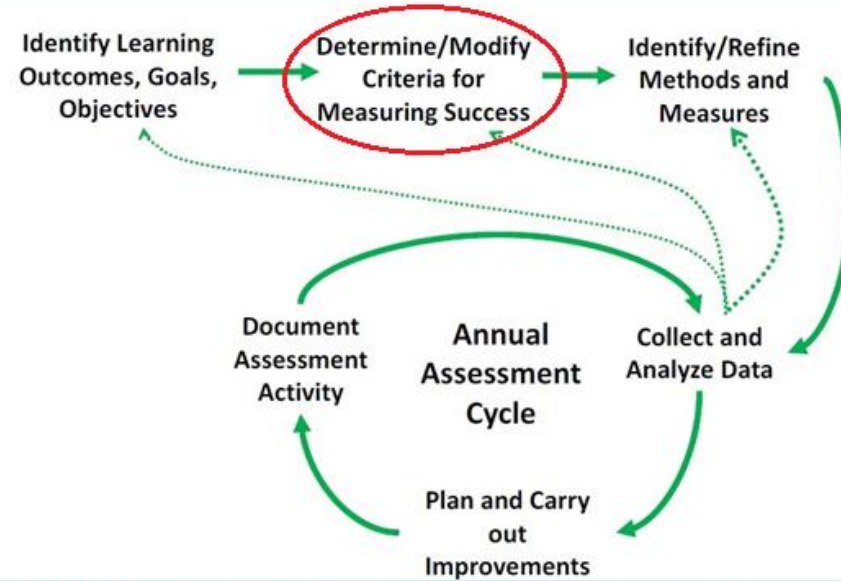 Identify Learning
Outcomes, Goals,
Objectives
Determine/Modify
Criteria for
Measuring Success
Identify/Refine
Methods and
Measures
Document
Assessment
Activity
Annual
Assessment
Cycle
Collect and
Analyze Data
Plan and Carry
out
Improvements